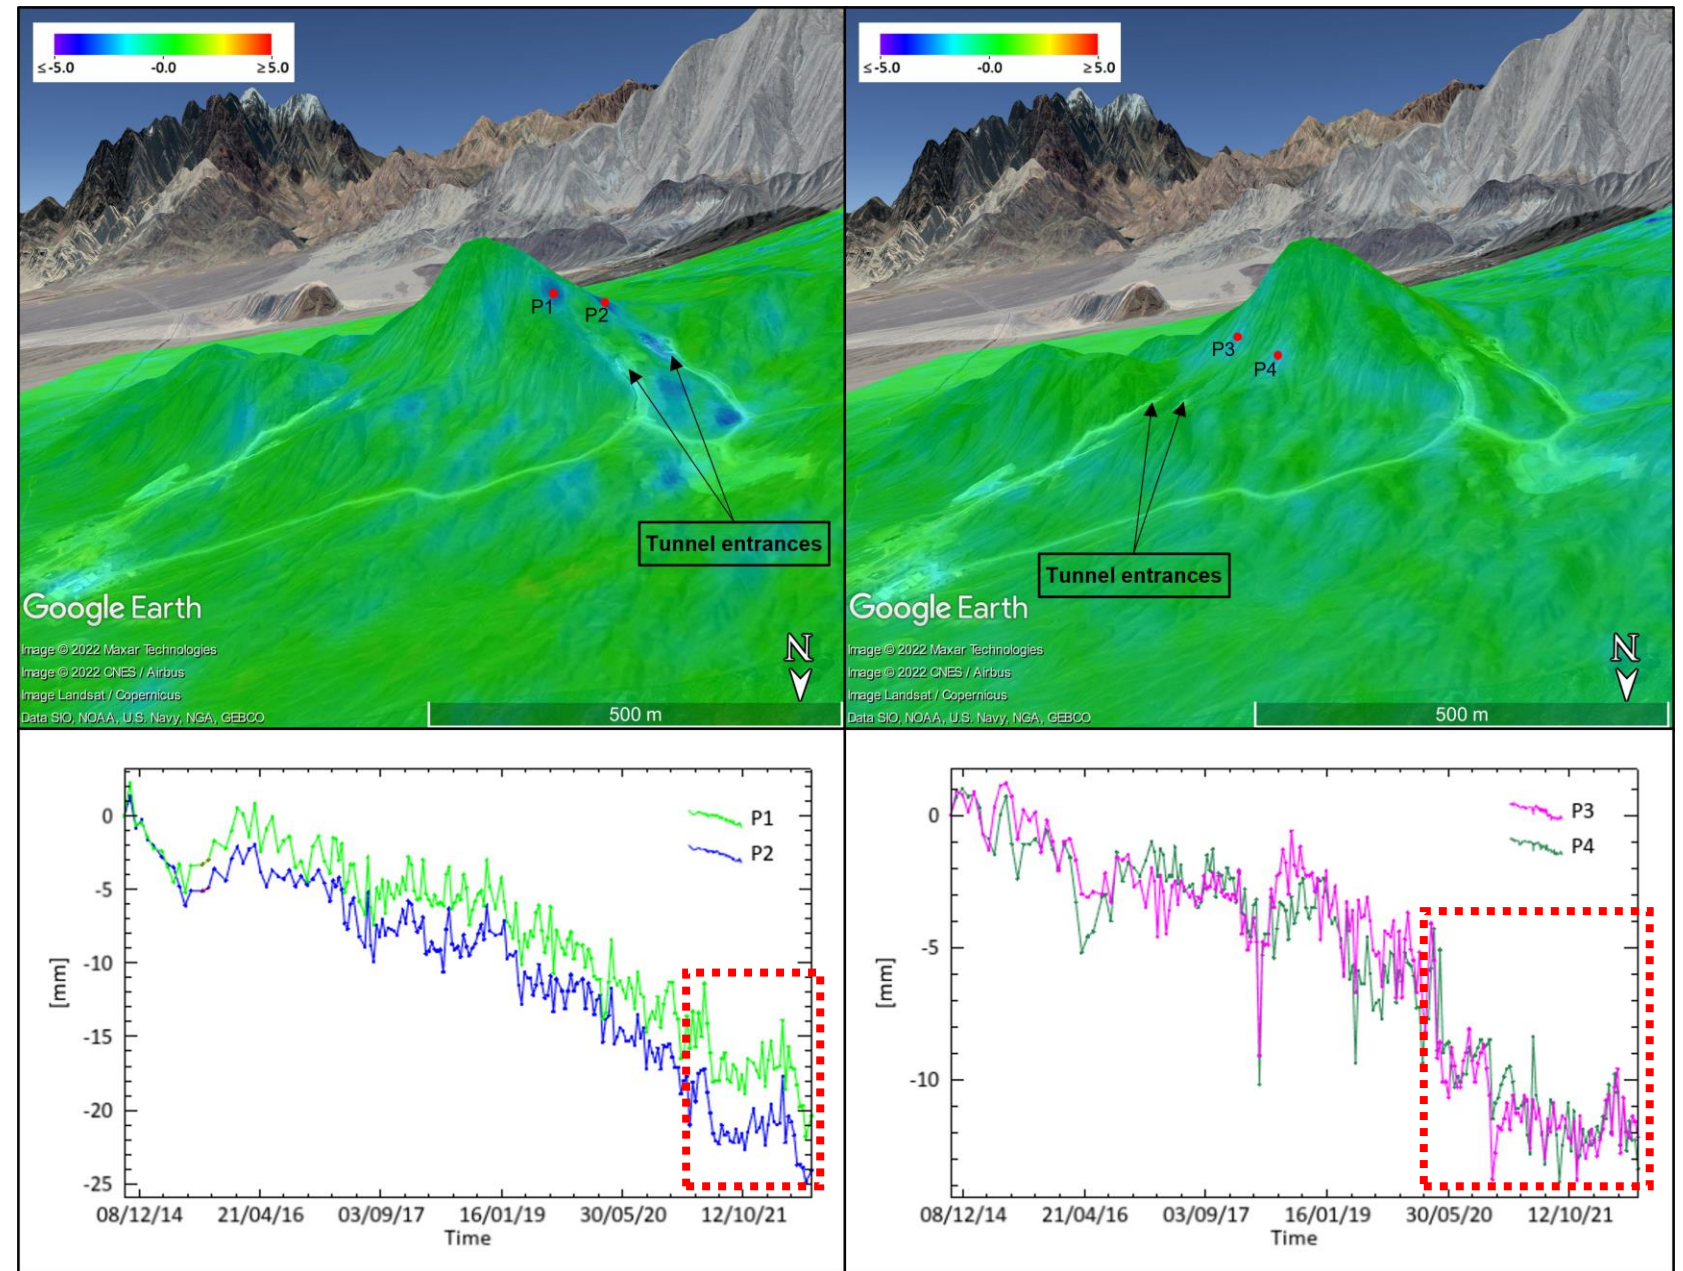 ≤-5.0 -0.0 ≥5.0
P1
P2
Tunnel entrances
Google Earth
Image © 2022 Maxar Technologies
Image © 2022 CNES / Airbus
Image Landsat / Copernicus
Data SIO, NOAA, U.S. Navy, NGA, GEBCO
N
500 m
≤-5.0 -0.0 ≥5.0
P3
P4
Tunnel entrances
Google Earth
Image © 2022 Maxar Technologies
Image © 2022 CNES / Airbus
Image Landsat / Copernicus
Data SIO, NOAA, U.S. Navy, NGA, GEBCO
N
500 m
P1
P2
0
-5
-10
-15
-20
-25
[mm]
08/12/14 21/04/16 03/09/17 16/01/19 30/05/20 12/10/21
Time
P3
P4
0
-5
-10
[mm]
08/12/14 21/04/16 03/09/17 16/01/19 30/05/20 12/10/21
Time